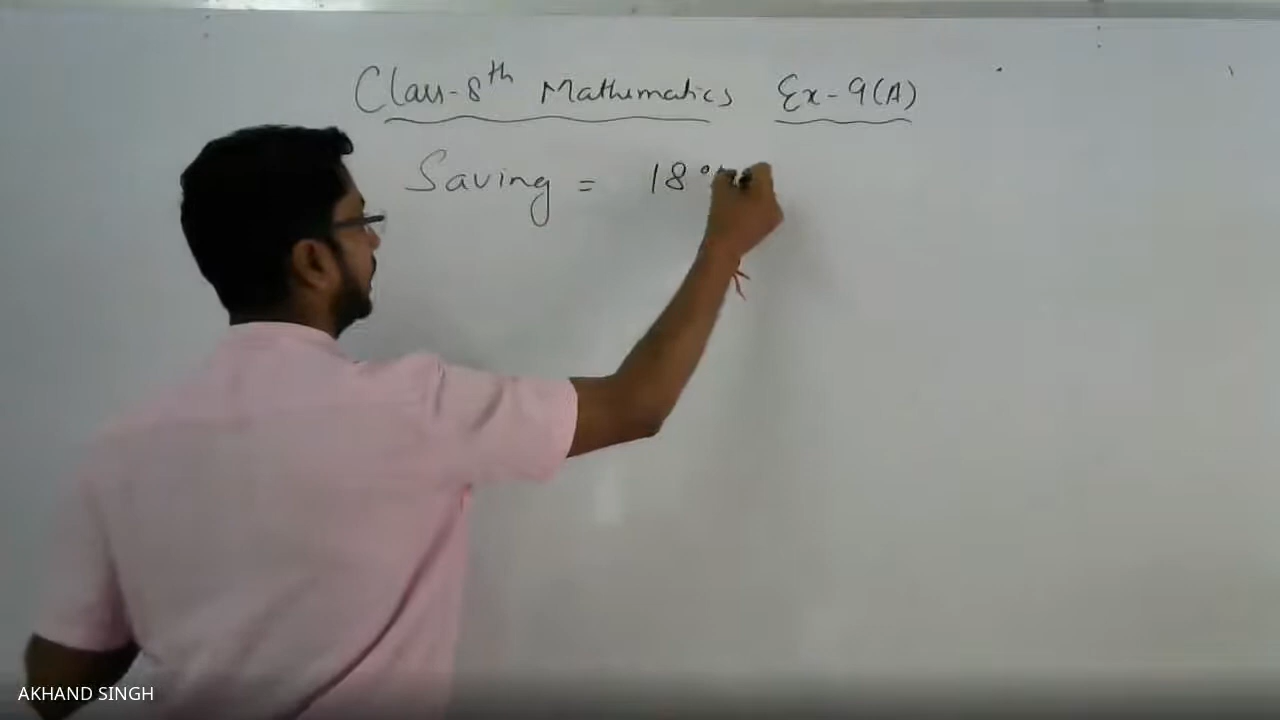 Class-8th Mathematics Ex-9(A)
Saving = 18%
AKHAND SINGH